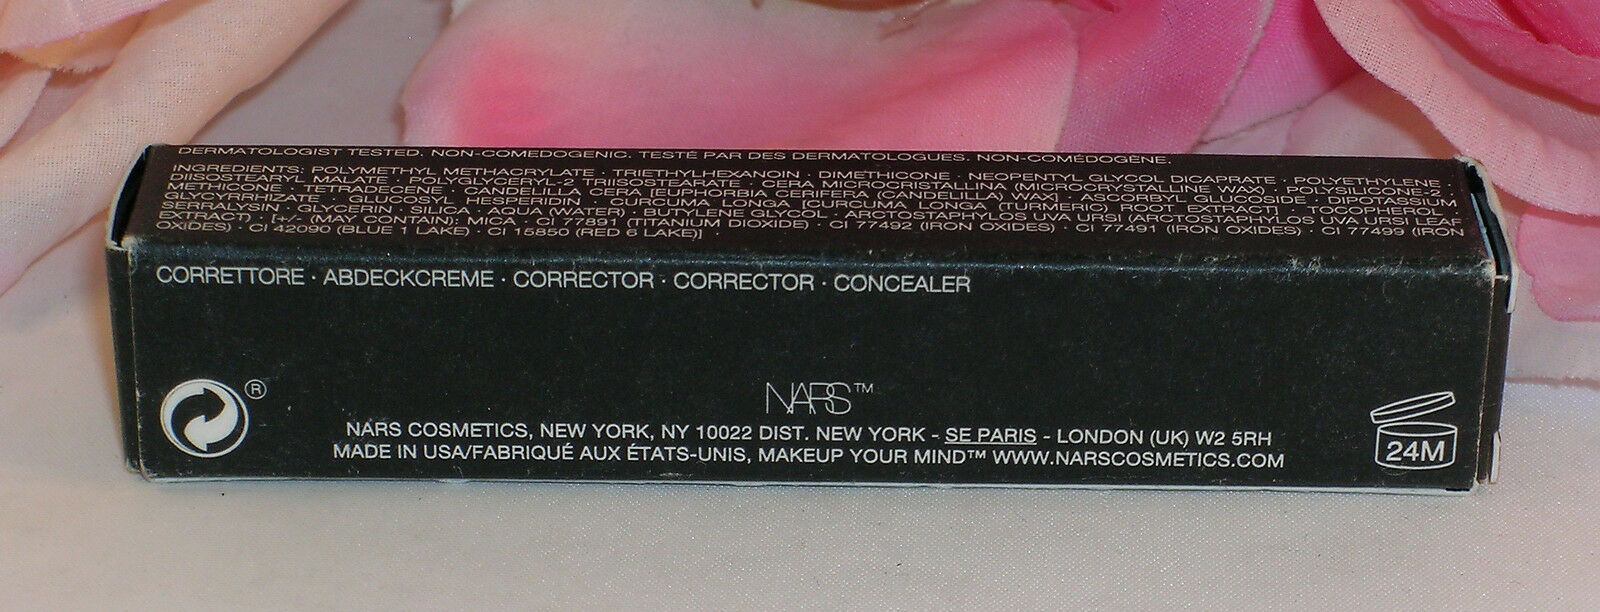 DERMATOLOGIST TESTED. NON-COMEDOGENIC. TESTÉ PAR DES DERMATOLOGUES. NON-COMÉDOGÈNE.
INGREDIENTS: POLYMETHYL METHACRYLATE · TRIETHYLHEXANOIN · DIMETHICONE · NEOPENTYL GLYCOL DICAPRATE · POLYETHYLENE ·
DIISOSTEARYL MALATE · POLYGLYCERYL-2 TRIISOSTEARATE · CERA MICROCRISTALLINA (MICROCRYSTALLINE WAX) · POLYSILICONE-2 ·
METHICONE · TETRADECENE · CANDELILLA CERA (EUPHORBIA CERIFERA (CANDELILLA) WAX) · ASCORBYL GLUCOSIDE · DIPOTASSIUM
GLYCYRRHIZATE · GLUCOSYL HESPERIDIN · CURCUMA LONGA [CURCUMA LONGA (TURMERIC) ROOT EXTRACT] · TOCOPHEROL ·
SERRALYSIN · GLYCERIN · SILICA · AQUA (WATER) · BUTYLENE GLYCOL · ARCTOSTAPHYLOS UVA URSI (ARCTOSTAPHYLOS UVA URSI LEAF
EXTRACT) · [+/- (MAY CONTAIN) MICA · CI 77891 (TITANIUM DIOXIDE) · CI 77492 (IRON OXIDES) · CI 77491 (IRON OXIDES) · CI 77499 (IRON
OXIDES) · CI 42090 (BLUE 1 LAKE) · CI 15850 (RED 6 LAKE)] ·
CORRETTORE · ABDECKCREME · CORRECTOR · CORRECTOR · CONCEALER
®
NARS™
NARS COSMETICS, NEW YORK, NY 10022 DIST. NEW YORK - SE PARIS - LONDON (UK) W2 5RH
MADE IN USA/FABRIQUÉ AUX ÉTATS-UNIS, MAKEUP YOUR MIND™ WWW.NARSCOSMETICS.COM
24M